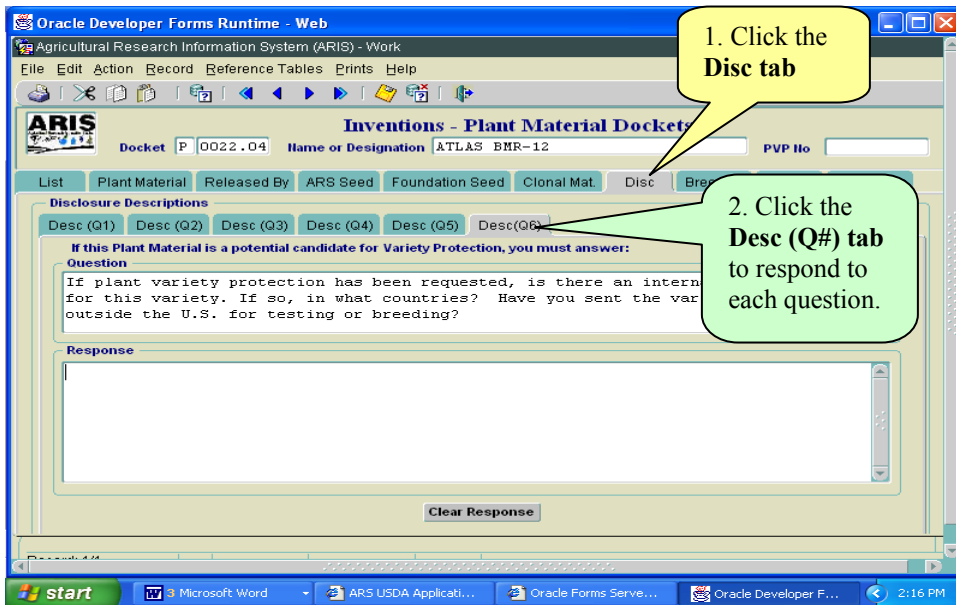 Oracle Developer Forms Runtime - Web
Agricultural Research Information System (ARIS) - Work
File Edit Action Record Reference Tables Prints Help
1. Click the
Disc tab
ARIS
Inventions - Plant Material Dockets
Docket P 0022.04 Name or Designation ATLAS BMR-12 PVP No
List Plant Material Released By ARS Seed Foundation Seed Clonal Mat. Disc
Disclosure Descriptions
Desc (Q1) Desc (Q2) Desc (Q3) Desc (Q4) Desc (Q5) Desc(Q6)
2. Click the
Desc (Q#) tab
to respond to
each question.
If this Plant Material is a potential candidate for Variety Protection, you must answer:
Question
If plant variety protection has been requested, is there an intern
for this variety. If so, in what countries? Have you sent the var
outside the U.S. for testing or breeding?
Response
Clear Response
start 3 Microsoft Word ARS USDA Applicati... Oracle Forms Serve... Oracle Developer F... 2:16 PM